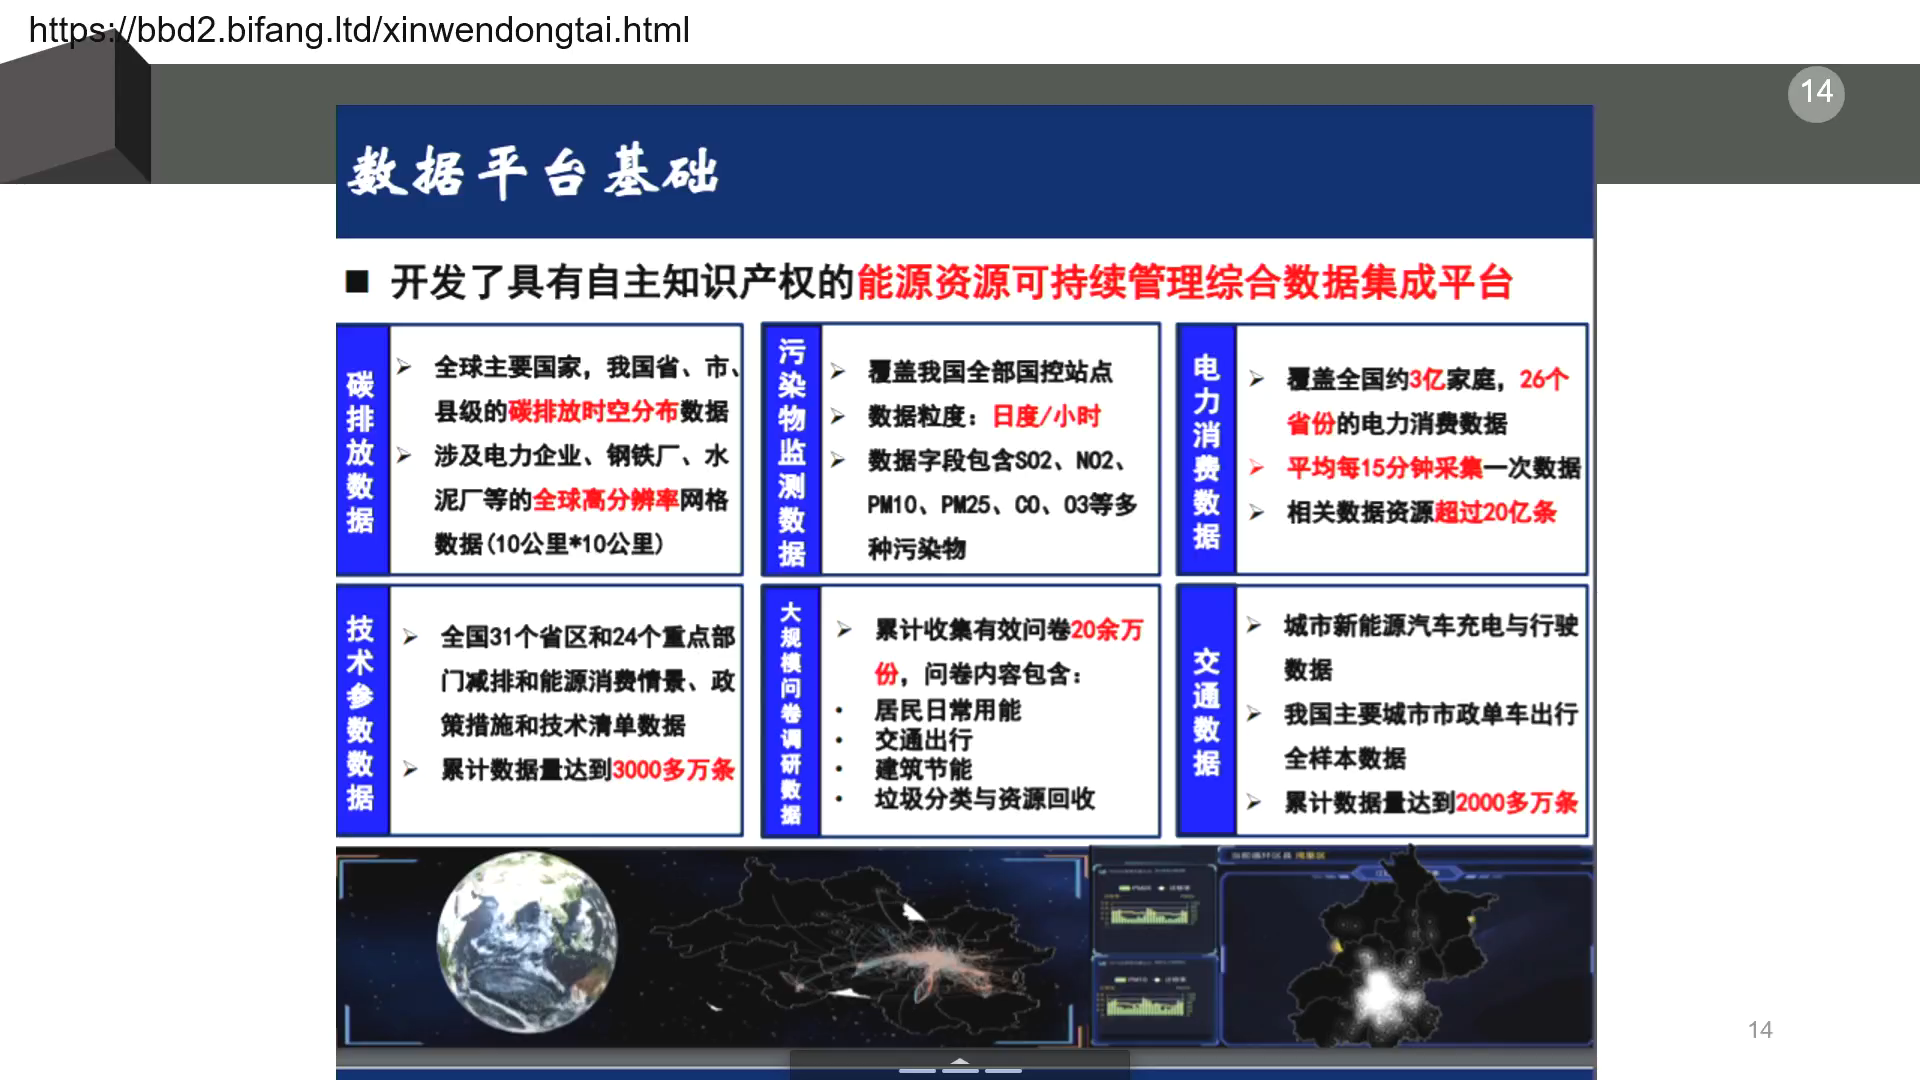 https://bbd2.bifang.ltd/xinwendongtai.html
14
数据平台基础
■ 开发了具有自主知识产权的能源资源可持续管理综合数据集成平台
碳排放数据
➢ 全球主要国家，我国省、市、
县级的碳排放时空分布数据
➢ 涉及电力企业、钢铁厂、水
泥厂等的全球高分辨率网格
数据(10公里*10公里)
污染物监测数据
➢ 覆盖我国全部国控站点
➢ 数据粒度：日度/小时
➢ 数据字段包含SO2、NO2、
PM10、PM25、CO、O3等多
种污染物
电力消费数据
➢ 覆盖全国约3亿家庭，26个
省份的电力消费数据
➢ 平均每15分钟采集一次数据
➢ 相关数据资源超过20亿条
技术参数数据
➢ 全国31个省区和24个重点部
门减排和能源消费情景、政
策措施和技术清单数据
➢ 累计数据量达到3000多万条
大规模问卷调研数据
➢ 累计收集有效问卷20余万
份，问卷内容包含：
• 居民日常用能
• 交通出行
• 建筑节能
• 垃圾分类与资源回收
交通数据
➢ 城市新能源汽车充电与行驶
数据
➢ 我国主要城市市政单车出行
全样本数据
➢ 累计数据量达到2000多万条
14